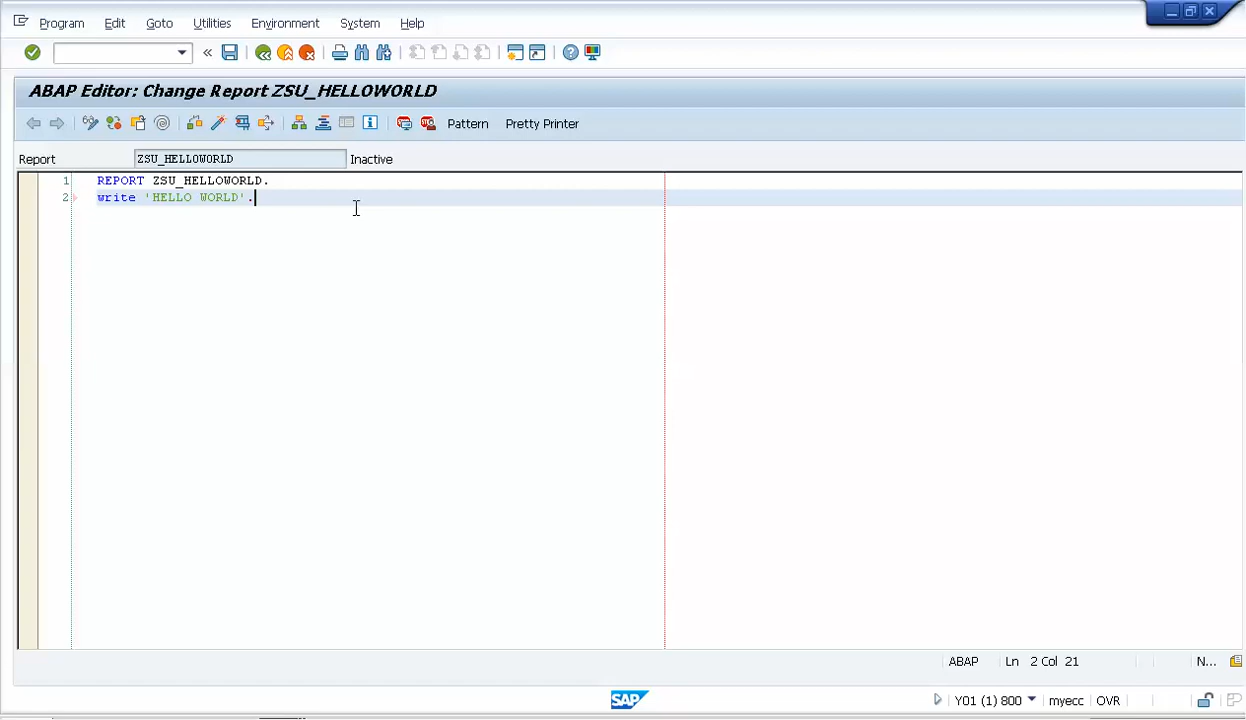 Program Edit Goto Utilities Environment System Help
ABAP Editor: Change Report ZSU_HELLOWORLD
Pattern Pretty Printer
Report ZSU_HELLOWORLD Inactive
1 REPORT ZSU_HELLOWORLD.
2 write 'HELLO WORLD'.
ABAP Ln 2 Col 21 N...
SAP Y01 (1) 800 myecc OVR